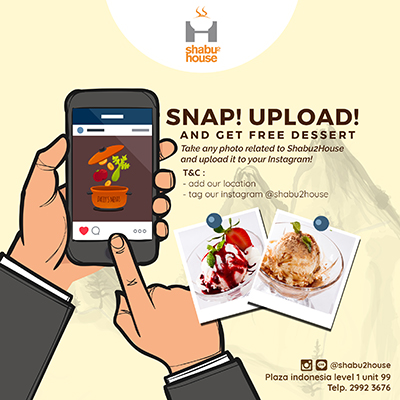 shabu²
house
SNAP! UPLOAD!
AND GET FREE DESSERT
Take any photo related to Shabu2House
and upload it to your Instagram!
T&C :
- add our location
- tag our instagram @shabu2house
@shabu2house
Plaza indonesia level 1 unit 99
Telp. 2992 3676